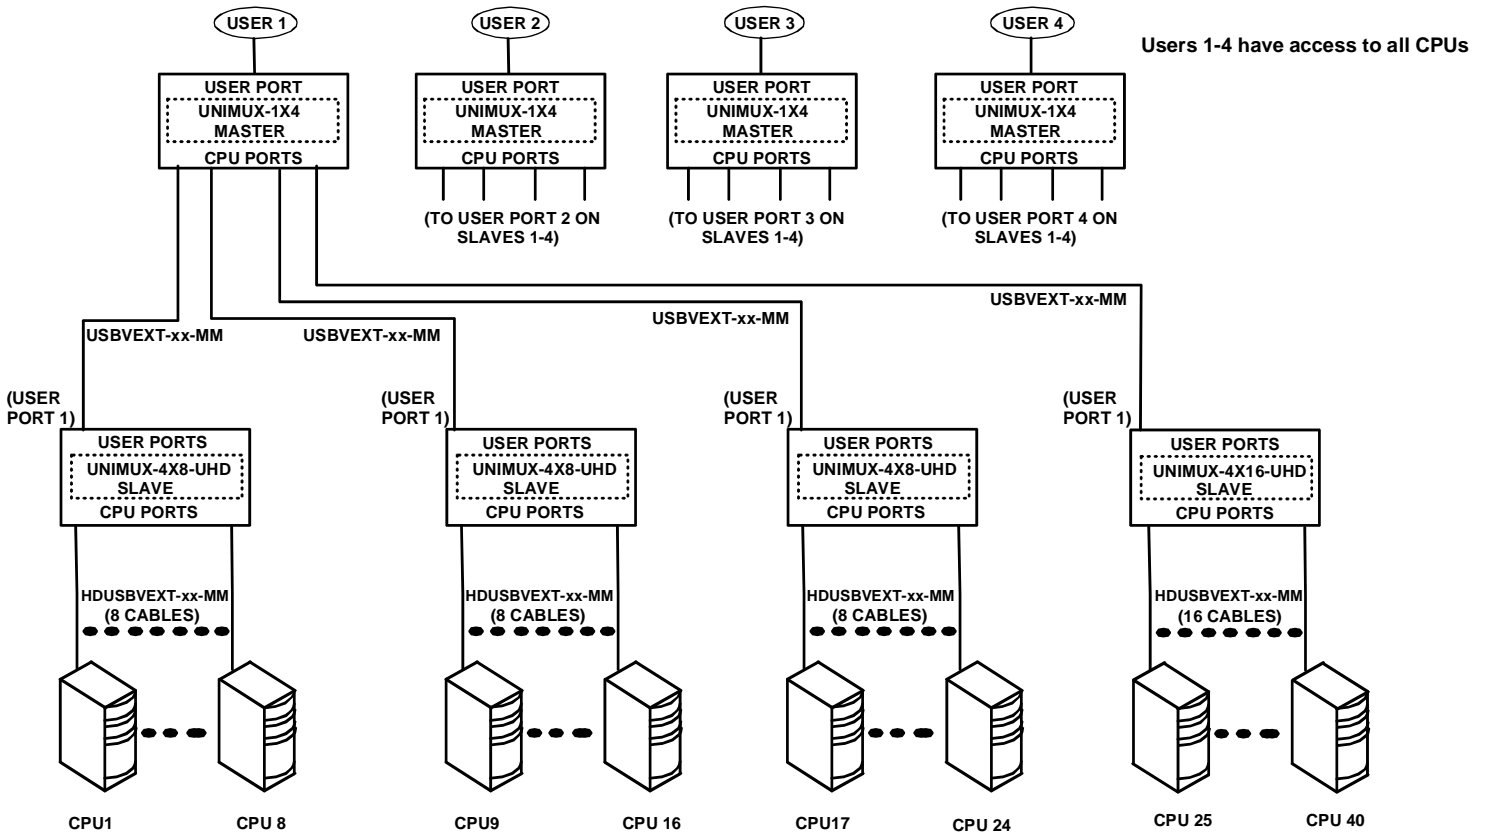 USER 1
USER 2
USER 3
USER 4
Users 1-4 have access to all CPUs
USER PORT
UNIMUX-1X4
MASTER
CPU PORTS
USER PORT
UNIMUX-1X4
MASTER
CPU PORTS
USER PORT
UNIMUX-1X4
MASTER
CPU PORTS
USER PORT
UNIMUX-1X4
MASTER
CPU PORTS
(TO USER PORT 2 ON
SLAVES 1-4)
(TO USER PORT 3 ON
SLAVES 1-4)
(TO USER PORT 4 ON
SLAVES 1-4)
USBVEXT-xx-MM
USBVEXT-xx-MM
USBVEXT-xx-MM
USBVEXT-xx-MM
(USER
PORT 1)
(USER
PORT 1)
(USER
PORT 1)
(USER
PORT 1)
USER PORTS
UNIMUX-4X8-UHD
SLAVE
CPU PORTS
USER PORTS
UNIMUX-4X8-UHD
SLAVE
CPU PORTS
USER PORTS
UNIMUX-4X8-UHD
SLAVE
CPU PORTS
USER PORTS
UNIMUX-4X16-UHD
SLAVE
CPU PORTS
HDUSBVEXT-xx-MM
(8 CABLES)
HDUSBVEXT-xx-MM
(8 CABLES)
HDUSBVEXT-xx-MM
(8 CABLES)
HDUSBVEXT-xx-MM
(16 CABLES)
CPU1
CPU 8
CPU9
CPU 16
CPU17
CPU 24
CPU 25
CPU 40